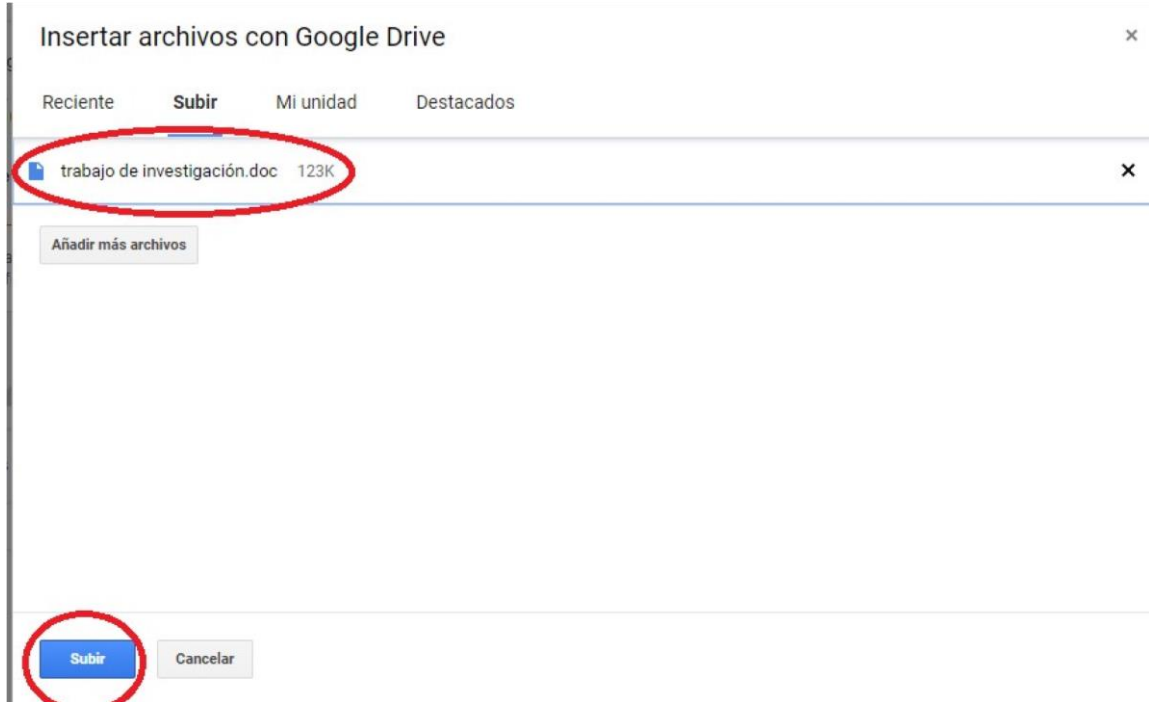 Insertar archivos con Google Drive
Reciente Subir Mi unidad Destacados
trabajo de investigación.doc 123K
Añadir más archivos
Subir Cancelar